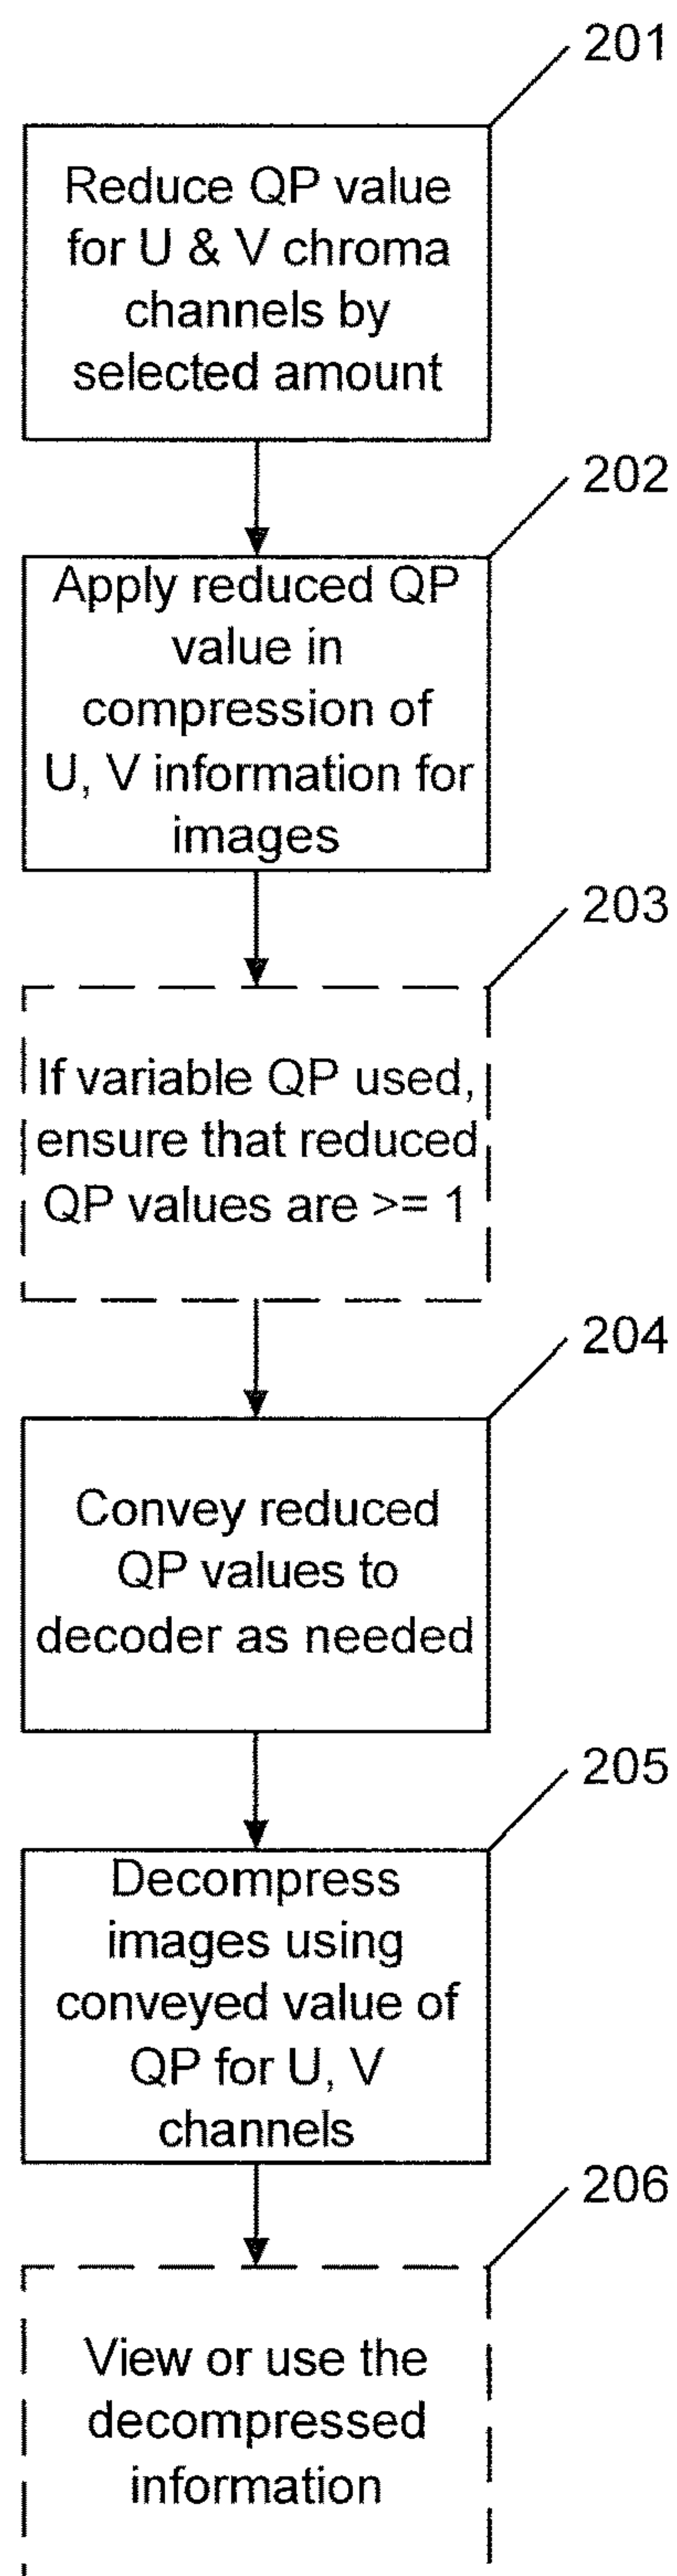 201
Reduce QP value
for U & V chroma
channels by
selected amount
202
Apply reduced QP
value in
compression of
U, V information for
images
203
If variable QP used,
ensure that reduced
QP values are >= 1
204
Convey reduced
QP values to
decoder as needed
205
Decompress
images using
conveyed value of
QP for U, V
channels
206
View or use the
decompressed
information